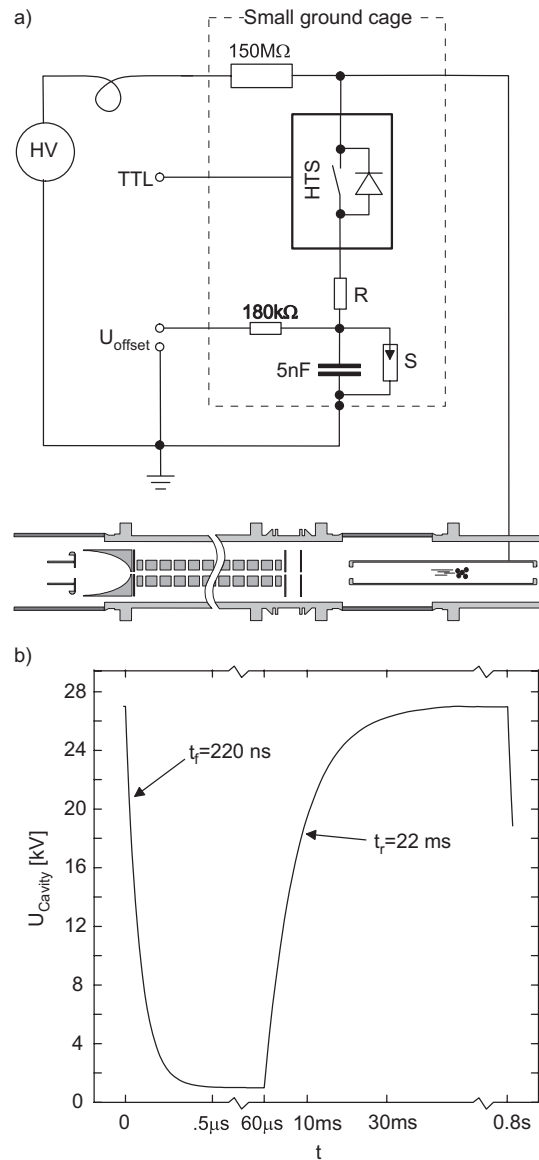 a)
Small ground cage
150MΩ
HV
TTL
HTS
R
180kΩ
U_offset
5nF
S
b)
28
24
20
16
12
8
4
0
U_Cavity [kV]
t_f=220 ns
t_r=22 ms
0
.5μs
60μs
10ms
30ms
0.8s
t